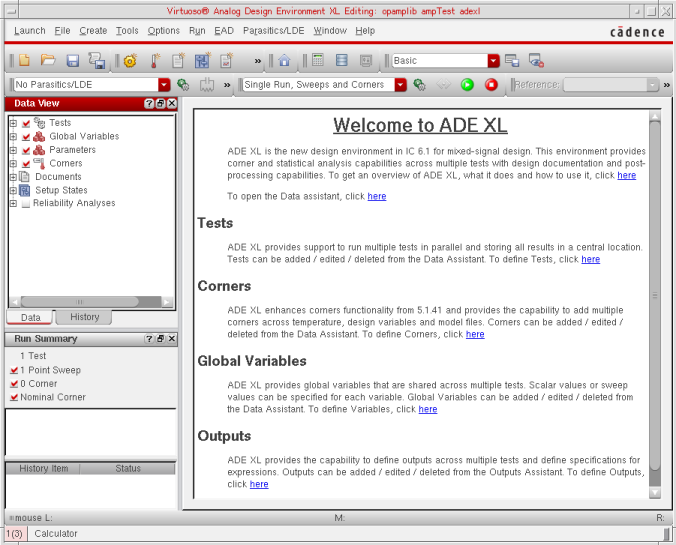 Virtuoso® Analog Design Environment XL Editing: opamplib ampTest adexl
Launch File Create Tools Options Run EAD Parasitics/LDE Window Help
cādence
Basic
No Parasitics/LDE
Single Run, Sweeps and Corners
Reference:
Data View
Tests
Global Variables
Parameters
Corners
Documents
Setup States
Reliability Analyses
Data History
Run Summary
1 Test
1 Point Sweep
0 Corner
Nominal Corner
History Item Status
Welcome to ADE XL
ADE XL is the new design environment in IC 6.1 for mixed-signal design. This environment provides
corner and statistical analysis capabilities across multiple tests with design documentation and post-
processing capabilities. To get an overview of ADE XL, what it does and how to use it, click here
To open the Data assistant, click here
Tests
ADE XL provides support to run multiple tests in parallel and storing all results in a central location.
Tests can be added / edited / deleted from the Data Assistant. To define Tests, click here
Corners
ADE XL enhances corners functionality from 5.1.41 and provides the capability to add multiple
corners across temperature, design variables and model files. Corners can be added / edited /
deleted from the Data Assistant. To define Corners, click here
Global Variables
ADE XL provides global variables that are shared across multiple tests. Scalar values or sweep
values can be specified for each variable. Global Variables can be added / edited / deleted from
the Data Assistant. To define Variables, click here
Outputs
ADE XL provides the capability to define outputs across multiple tests and define specifications for
expressions. Outputs can be added / edited / deleted from the Outputs Assistant. To define Outputs,
click here
mouse L: M: R:
1(3) Calculator